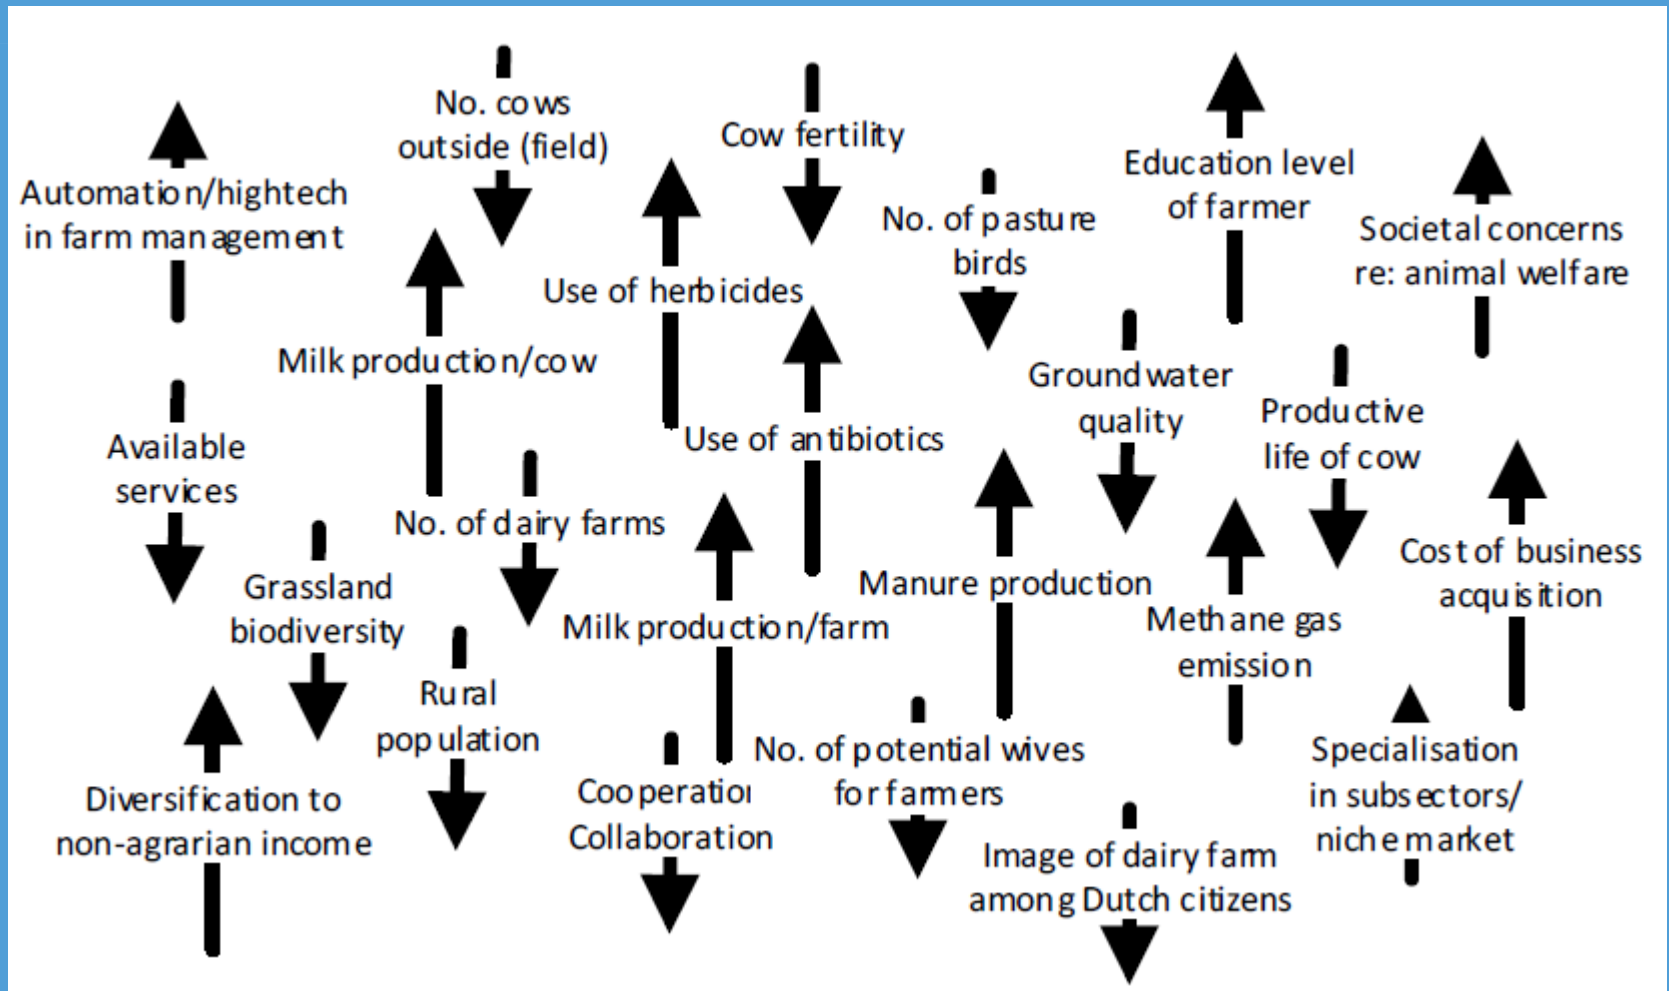 No. cows
outside (field)
Cow fertility
Education level
of farmer
Automation/hightech
in farm management
No. of pasture
birds
Societal concerns
re: animal welfare
Use of herbicides
Milk production/cow
Groundwater
quality
Productive
life of cow
Available
services
Use of antibiotics
No. of dairy farms
Cost of business
acquisition
Grassland
biodiversity
Manure production
Milk production/farm
Methane gas
emission
Rural
population
No. of potential wives
for farmers
Specialisation
in subsectors/
niche market
Diversification to
non-agrarian income
Cooperation
Collaboration
Image of dairy farm
among Dutch citizens